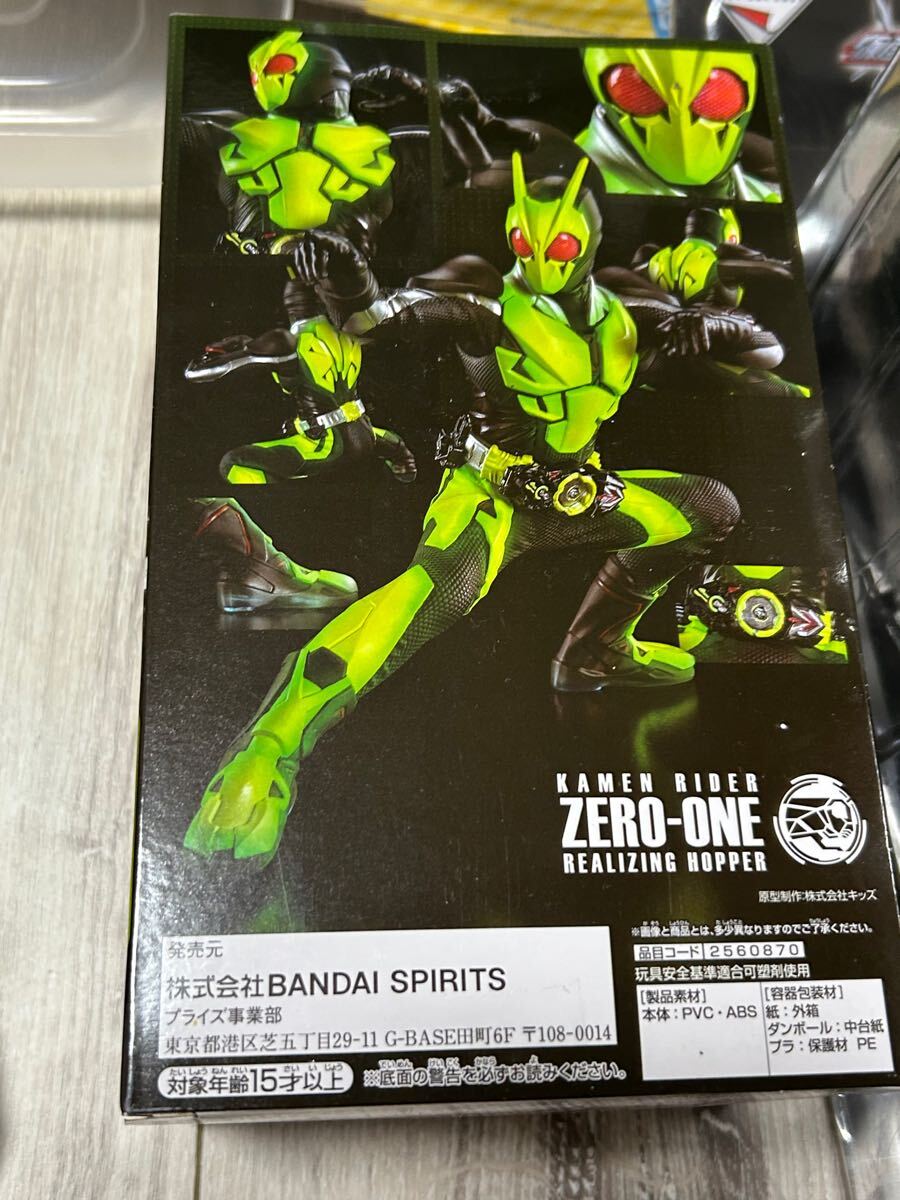 KAMEN RIDER
ZERO-ONE
REALIZING HOPPER
原型制作:株式会社キッズ
※画像と商品とは、多少異なりますのでご了承ください。
品目コード 2560870
玩具安全基準適合可塑剤使用
[製品素材]
本体:PVC・ABS
[容器包装材]
紙:外箱
ダンボール:中台紙
プラ:保護材 PE
発売元
株式会社BANDAI SPIRITS
プライズ事業部
東京都港区芝五丁目29-11 G-BASE田町6F 〒108-0014
対象年齢15才以上
※底面の警告を必ずお読みください。